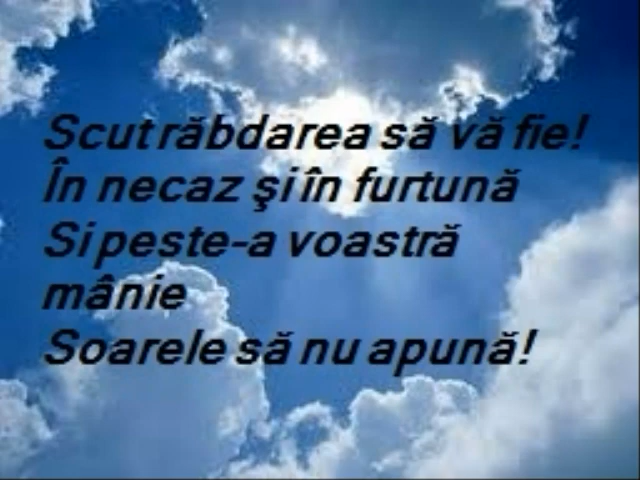 Scut răbdarea să vă fie!
În necaz şi în furtună
Si peste-a voastră
mânie
Soarele să nu apună!